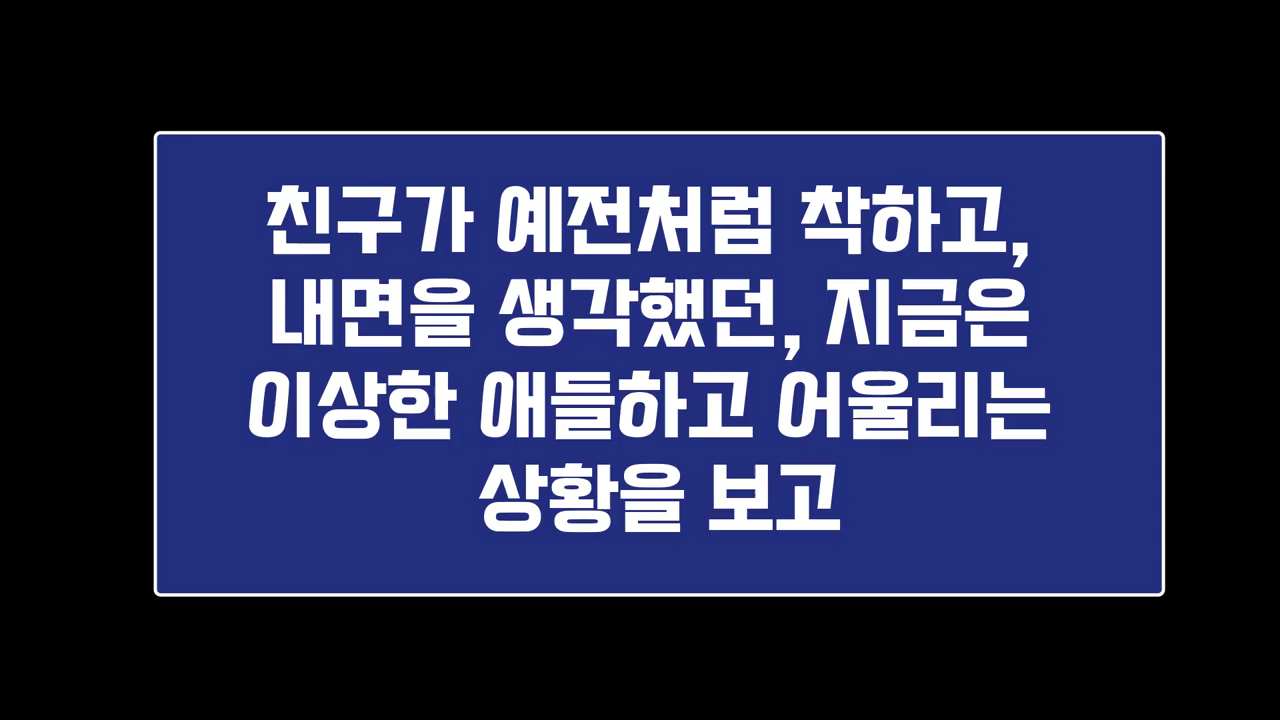 친구가 예전처럼 착하고,
내면을 생각했던, 지금은
이상한 애들하고 어울리는
상황을 보고